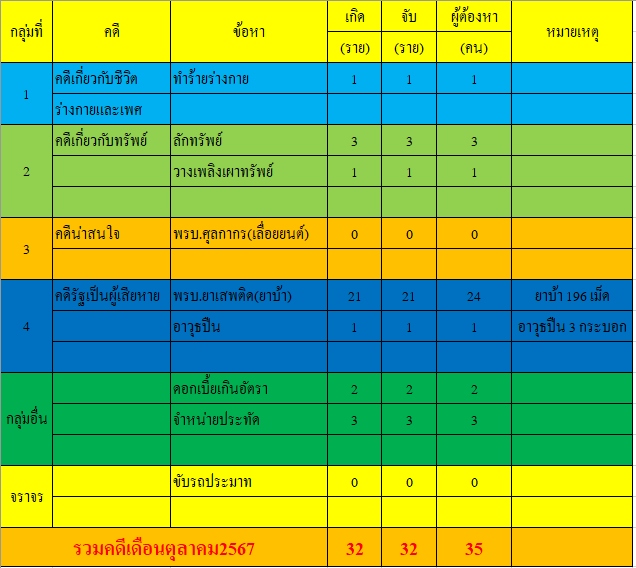 กลุ่มที่ คดี ข้อหา เกิด จับ ผู้ต้องหา หมายเหตุ
(ราย) (ราย) (คน)
1 คดีเกี่ยวกับชีวิต ทำร้ายร่างกาย 1 1 1
ร่างกายและเพศ
2 คดีเกี่ยวกับทรัพย์ ลักทรัพย์ 3 3 3
วางเพลิงเผาทรัพย์ 1 1 1
3 คดีน่าสนใจ พรบ.ศุลกากร(เลื่อยยนต์) 0 0 0
4 คดีรัฐเป็นผู้เสียหาย พรบ.ยาเสพติด(ยาบ้า) 21 21 24 ยาบ้า 196 เม็ด
อาวุธปืน 1 1 1 อาวุธปืน 3 กระบอก
กลุ่มอื่น ดอกเบี้ยเกินอัตรา 2 2 2
จำหน่ายประทัด 3 3 3
จราจร ขับรถประมาท 0 0 0
รวมคดีเดือนตุลาคม2567 32 32 35